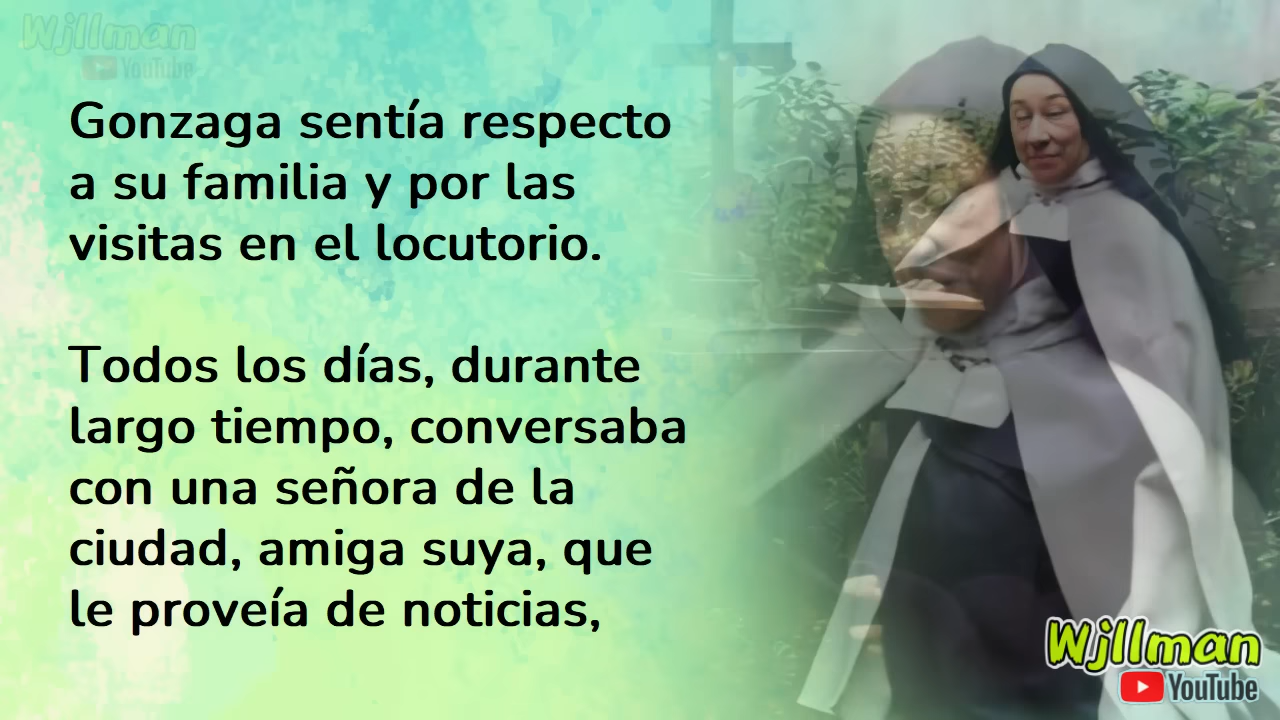 Wjllman
YouTube
Gonzaga sentía respecto
a su familia y por las
visitas en el locutorio.
Todos los días, durante
largo tiempo, conversaba
con una señora de la
ciudad, amiga suya, que
le proveía de noticias,
Wjllman
YouTube